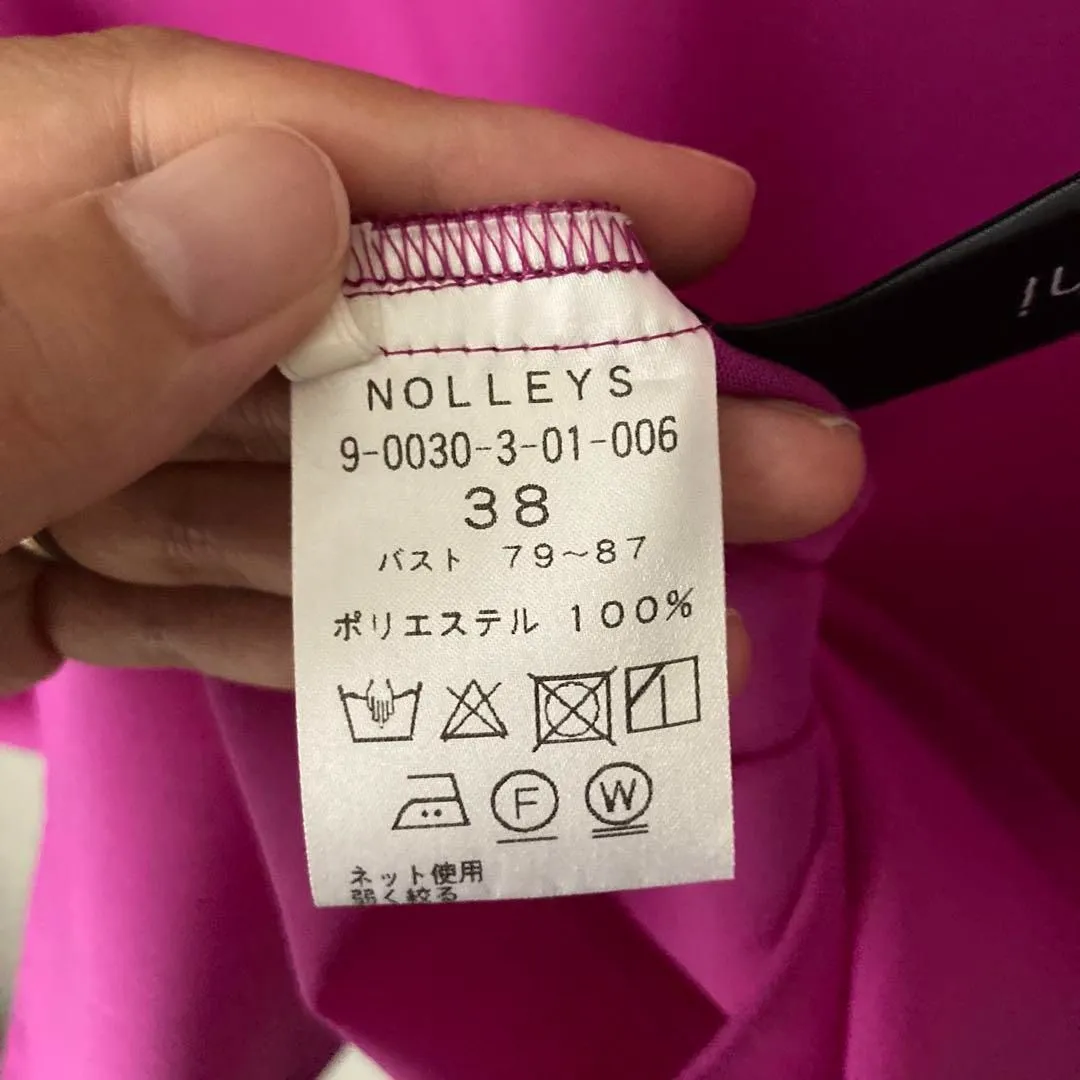 NOLLEYS
9-0030-3-01-006
38
バスト 79~87
ポリエステル 100%
F
W
ネット使用
弱く絞る